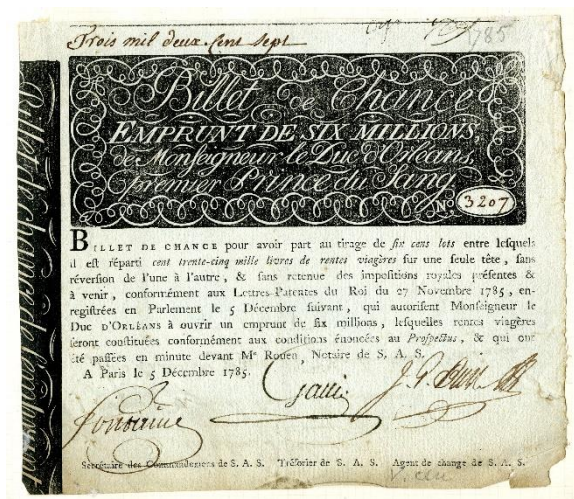 Trois mil deux Cent Sept
1785
Billet de Chance
EMPRUNT DE SIX MILLIONS,
de Monſeigneur le Duc d'Orléans,
Premier Prince du Sang
No 3207
Billet de chance de l'Emprunt
BILLET DE CHANCE pour avoir part au tirage de ſix cens lots entre leſquels
il eſt réparti cent trente-cinq mille livres de rentes viagères ſur une ſeule tête, ſans
réverſion de l'une à l'autre, & ſans retenue des impoſitions royales préſentes &
à venir, conformément aux Lettres-Patentes du Roi du 27 Novembre 1785, en-
regiſtrées en Parlement le 5 Décembre ſuivant, qui autoriſent Monſeigneur le
Duc D'ORLÉANS à ouvrir un emprunt de ſix millions, leſquelles rentes viagères
ſeront conſtituées conformément aux conditions énoncées au Proſpectus, & qui ont
été paſſées en minute devant Me Rouen, Notaire de S. A. S.
A Paris le 5 Décembre 1785.
Fontaine
Secrétaire des Commandemens de S. A. S. Tréſorier de S. A. S. Agent de change de S. A. S.